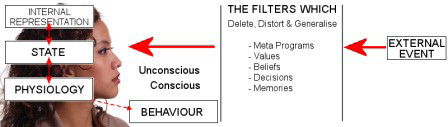 INTERNAL
REPRESENTATION
STATE
PHYSIOLOGY
Unconscious
Conscious
BEHAVIOUR
THE FILTERS WHICH
Delete, Distort & Generalise
- Meta Programs
- Values
- Beliefs
- Decisions
- Memories
EXTERNAL
EVENT